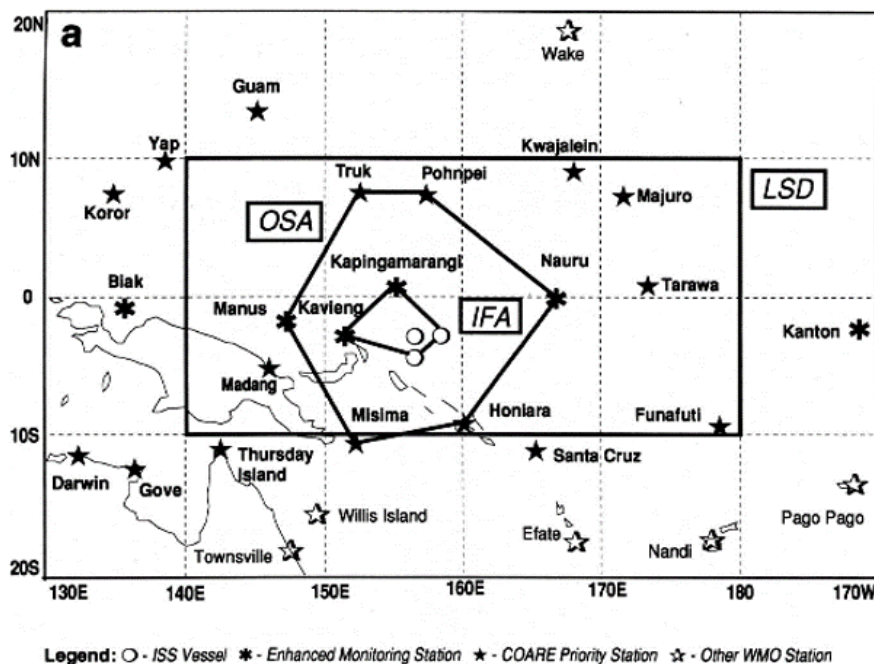 a
20N
Wake
Guam
Yap
Kwajalein
10N
Truk
Pohnpei
LSD
Koror
OSA
Majuro
Kapingamarangi
Nauru
Biak
Tarawa
0
Manus
Kavieng
IFA
Kanton
Madang
Misima
Honiara
Funafuti
10S
Thursday
Island
Santa Cruz
Darwin
Gove
Willis Island
Efate
Pago Pago
Townsville
Nandi
20S
130E 140E 150E 160E 170E 180 170W
Legend: - ISS Vessel - Enhanced Monitoring Station - COARE Priority Station - Other WMO Station